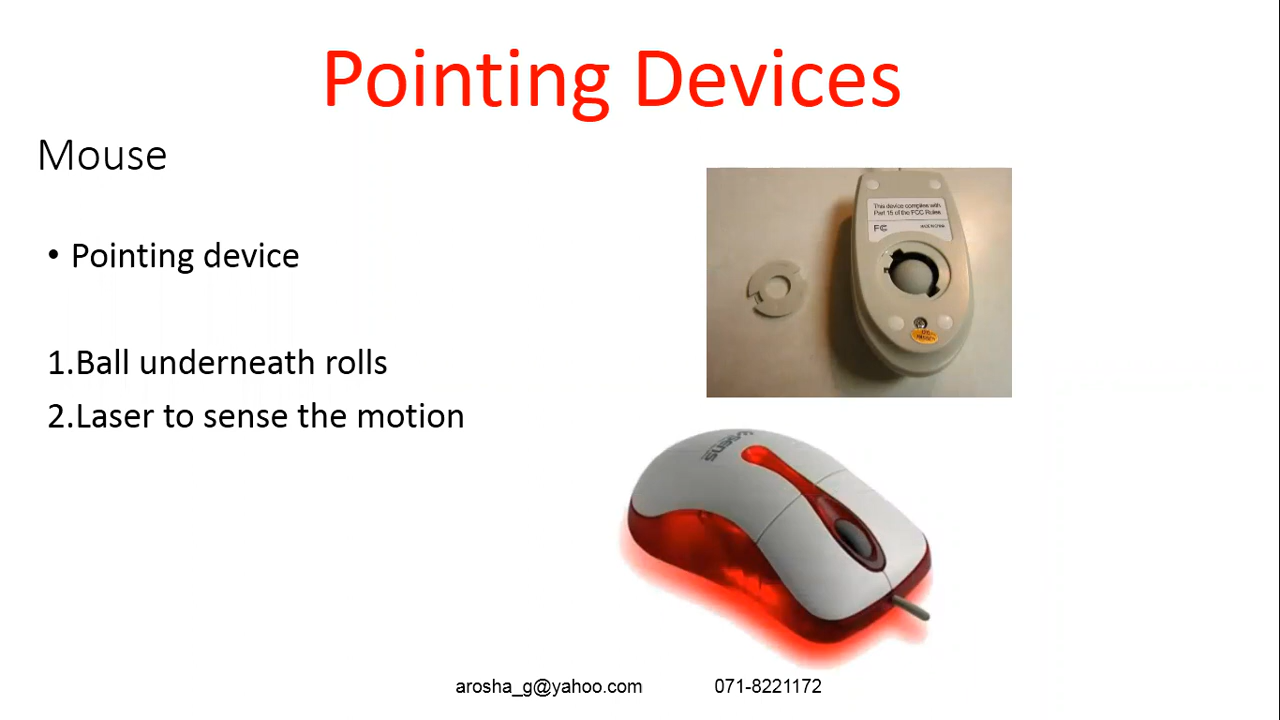 Pointing Devices
Mouse
• Pointing device
1.Ball underneath rolls
2.Laser to sense the motion
This device complies with
Part 15 of the FCC Rules
FC
arosha_g@yahoo.com 071-8221172